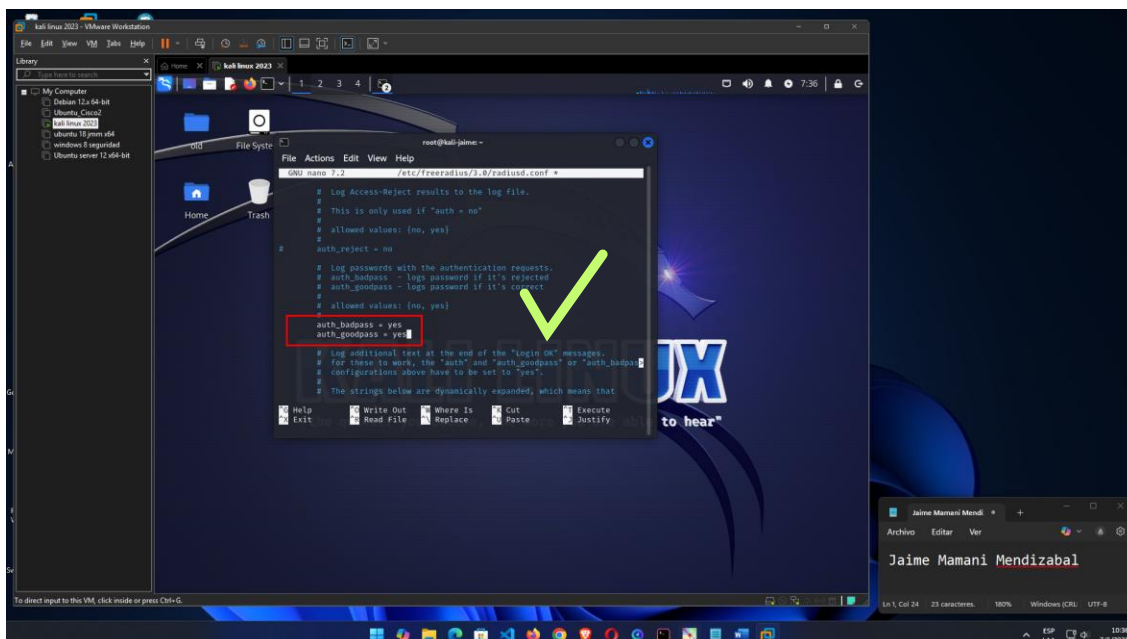 kali linux 2023 - VMware Workstation
File Edit View VM Tabs Help
Library
Type here to search
My Computer
Debian 12.x 64-bit
Ubuntu_Cisco2
kali linux 2023
ubuntu 18 jmm x64
windows 8 seguridad
Ubuntu server 12 x64-bit
Home kali linux 2023
1 2 3 4
7:36
old
File Syste
Home
Trash
root@kali-jaime: ~
File Actions Edit View Help
GNU nano 7.2 /etc/freeradius/3.0/radiusd.conf *
# Log Access-Reject results to the log file.
#
# This is only used if "auth = no"
#
# allowed values: {no, yes}
#
# auth_reject = no
# Log passwords with the authentication requests.
# auth_badpass - logs password if it's rejected
# auth_goodpass - logs password if it's correct
#
# allowed values: {no, yes}
#
auth_badpass = yes
auth_goodpass = yes
# Log additional text at the end of the "Login OK" messages.
# for these to work, the "auth" and "auth_goodpass" or "auth_badpas>
# configurations above have to be set to "yes".
#
# The strings below are dynamically expanded, which means that
^G Help ^O Write Out ^W Where Is ^K Cut ^T Execute
^X Exit ^R Read File ^\ Replace ^U Paste ^J Justify
to hear"
To direct input to this VM, click inside or press Ctrl+G.
Jaime Mamani Mendi
Archivo Editar Ver
Jaime Mamani Mendizabal
Ln 1, Col 24 23 caracteres. 180% Windows (CRL UTF-8
ESP